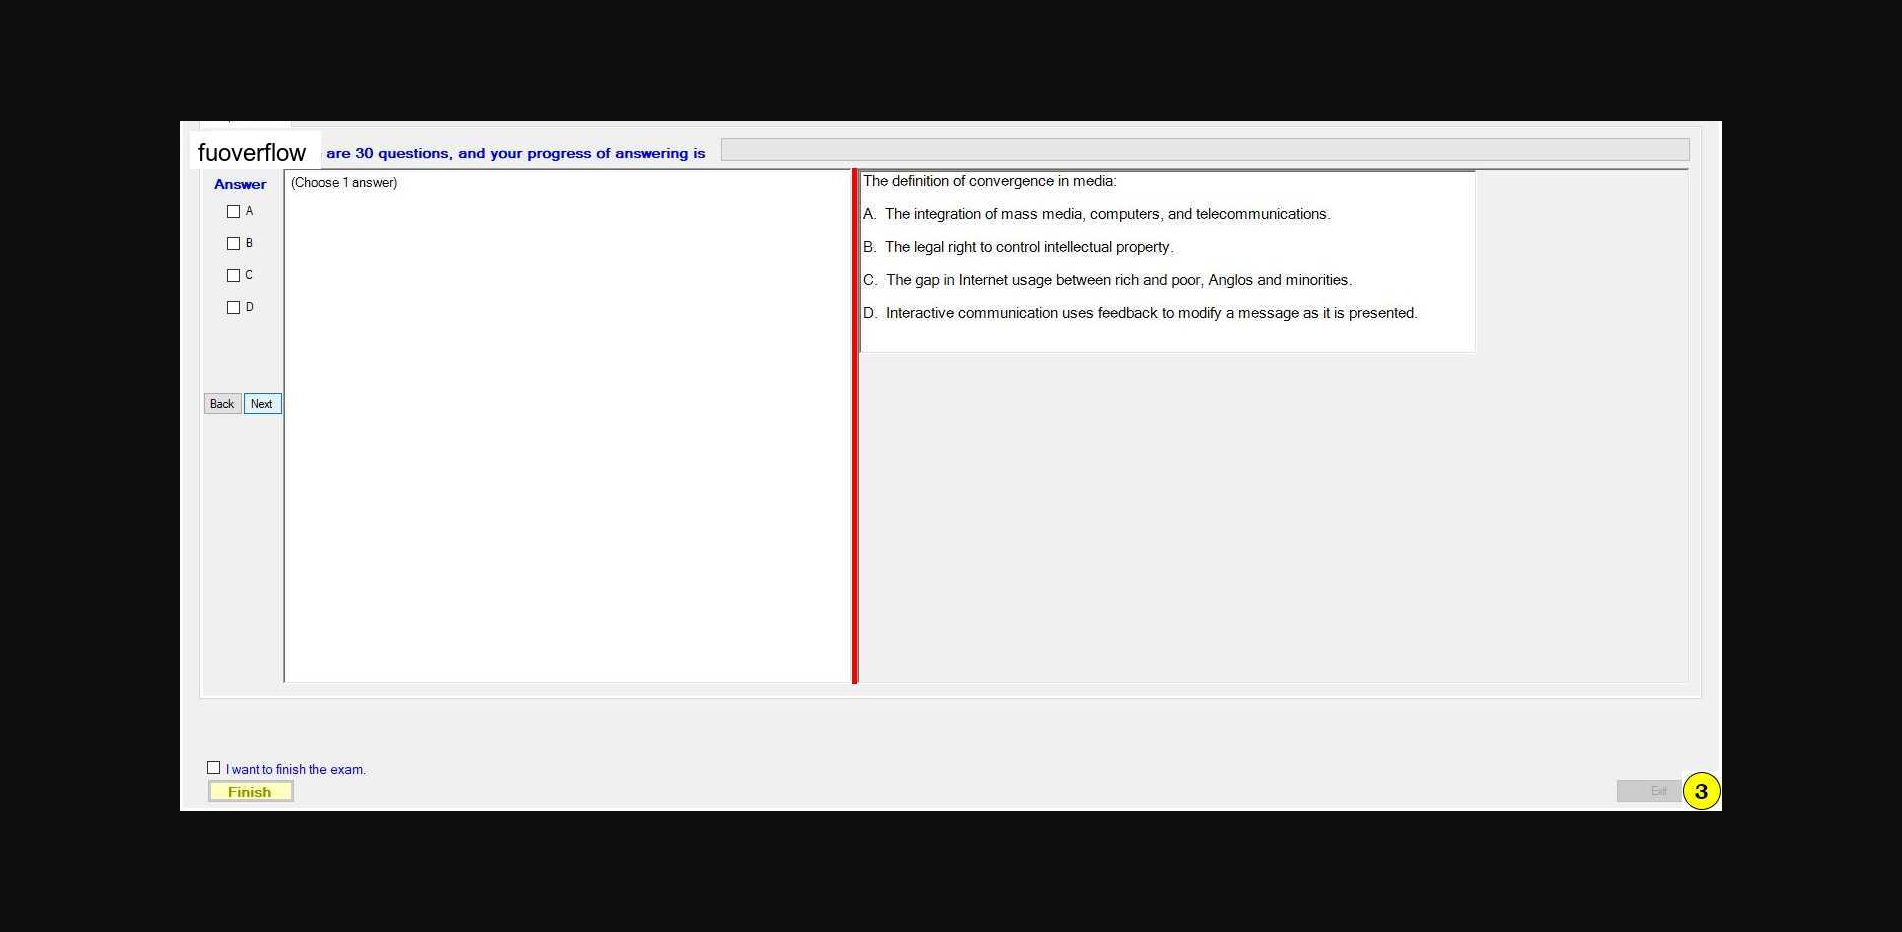 fuoverflow are 30 questions, and your progress of answering is
Answer
A
B
C
D
Back Next
(Choose 1 answer)
The definition of convergence in media:
A. The integration of mass media, computers, and telecommunications.
B. The legal right to control intellectual property.
C. The gap in Internet usage between rich and poor, Anglos and minorities.
D. Interactive communication uses feedback to modify a message as it is presented.
I want to finish the exam.
Finish
Exit
3